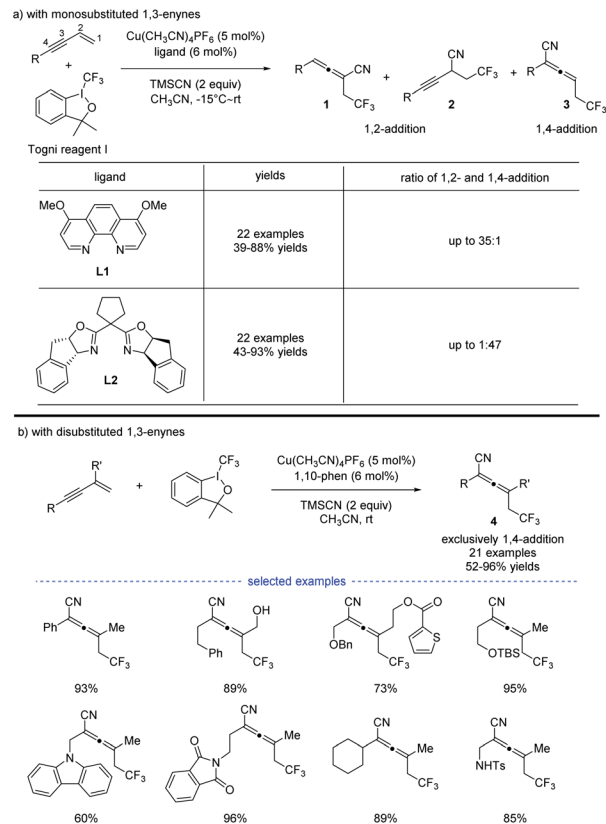 a) with monosubstituted 1,3-enynes
4 3 2 1
R
+
CF3
I
O
Togni reagent I
Cu(CH3CN)4PF6 (5 mol%)
ligand (6 mol%)
TMSCN (2 equiv)
CH3CN, -15°C~rt
R CN CF3
1
+
CN CF3 R
2
+
CN R CF3
3
1,2-addition
1,4-addition
ligand yields ratio of 1,2- and 1,4-addition
MeO OMe
N N
L1
22 examples
39-88% yields
up to 35:1
O O
N N
L2
22 examples
43-93% yields
up to 1:47
b) with disubstituted 1,3-enynes
R'
R
+
CF3
I
O
Cu(CH3CN)4PF6 (5 mol%)
1,10-phen (6 mol%)
TMSCN (2 equiv)
CH3CN, rt
CN
R R'
CF3
4
exclusively 1,4-addition
21 examples
52-96% yields
selected examples
CN
Ph Me
CF3
93%
CN OH
Ph CF3
89%
CN O O
S
OBn CF3
73%
CN
Me
OTBS CF3
95%
CN
N Me
CF3
60%
CN
O Me
N
O CF3
96%
CN
Me
CF3
89%
CN
Me
NHTs CF3
85%